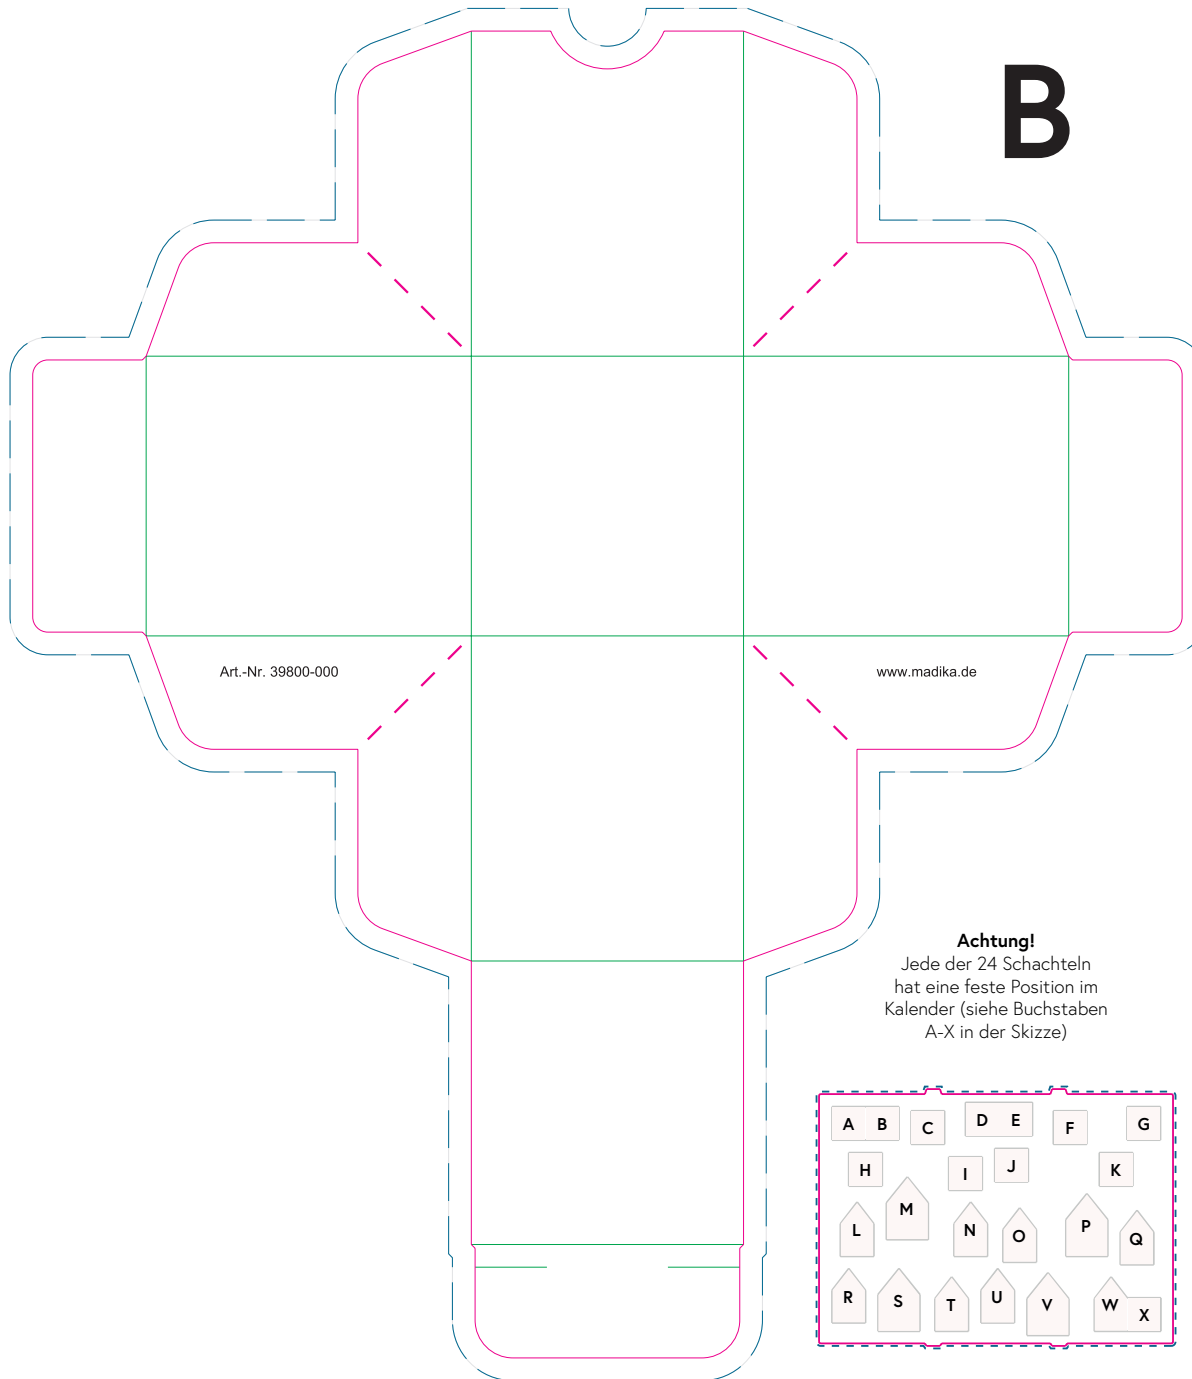 B
Art.-Nr. 39800-000
www.madika.de
Achtung!
Jede der 24 Schachteln
hat eine feste Position im
Kalender (siehe Buchstaben
A-X in der Skizze)
A B C D E F G
H I J K
L M N O P Q
R S T U V W X